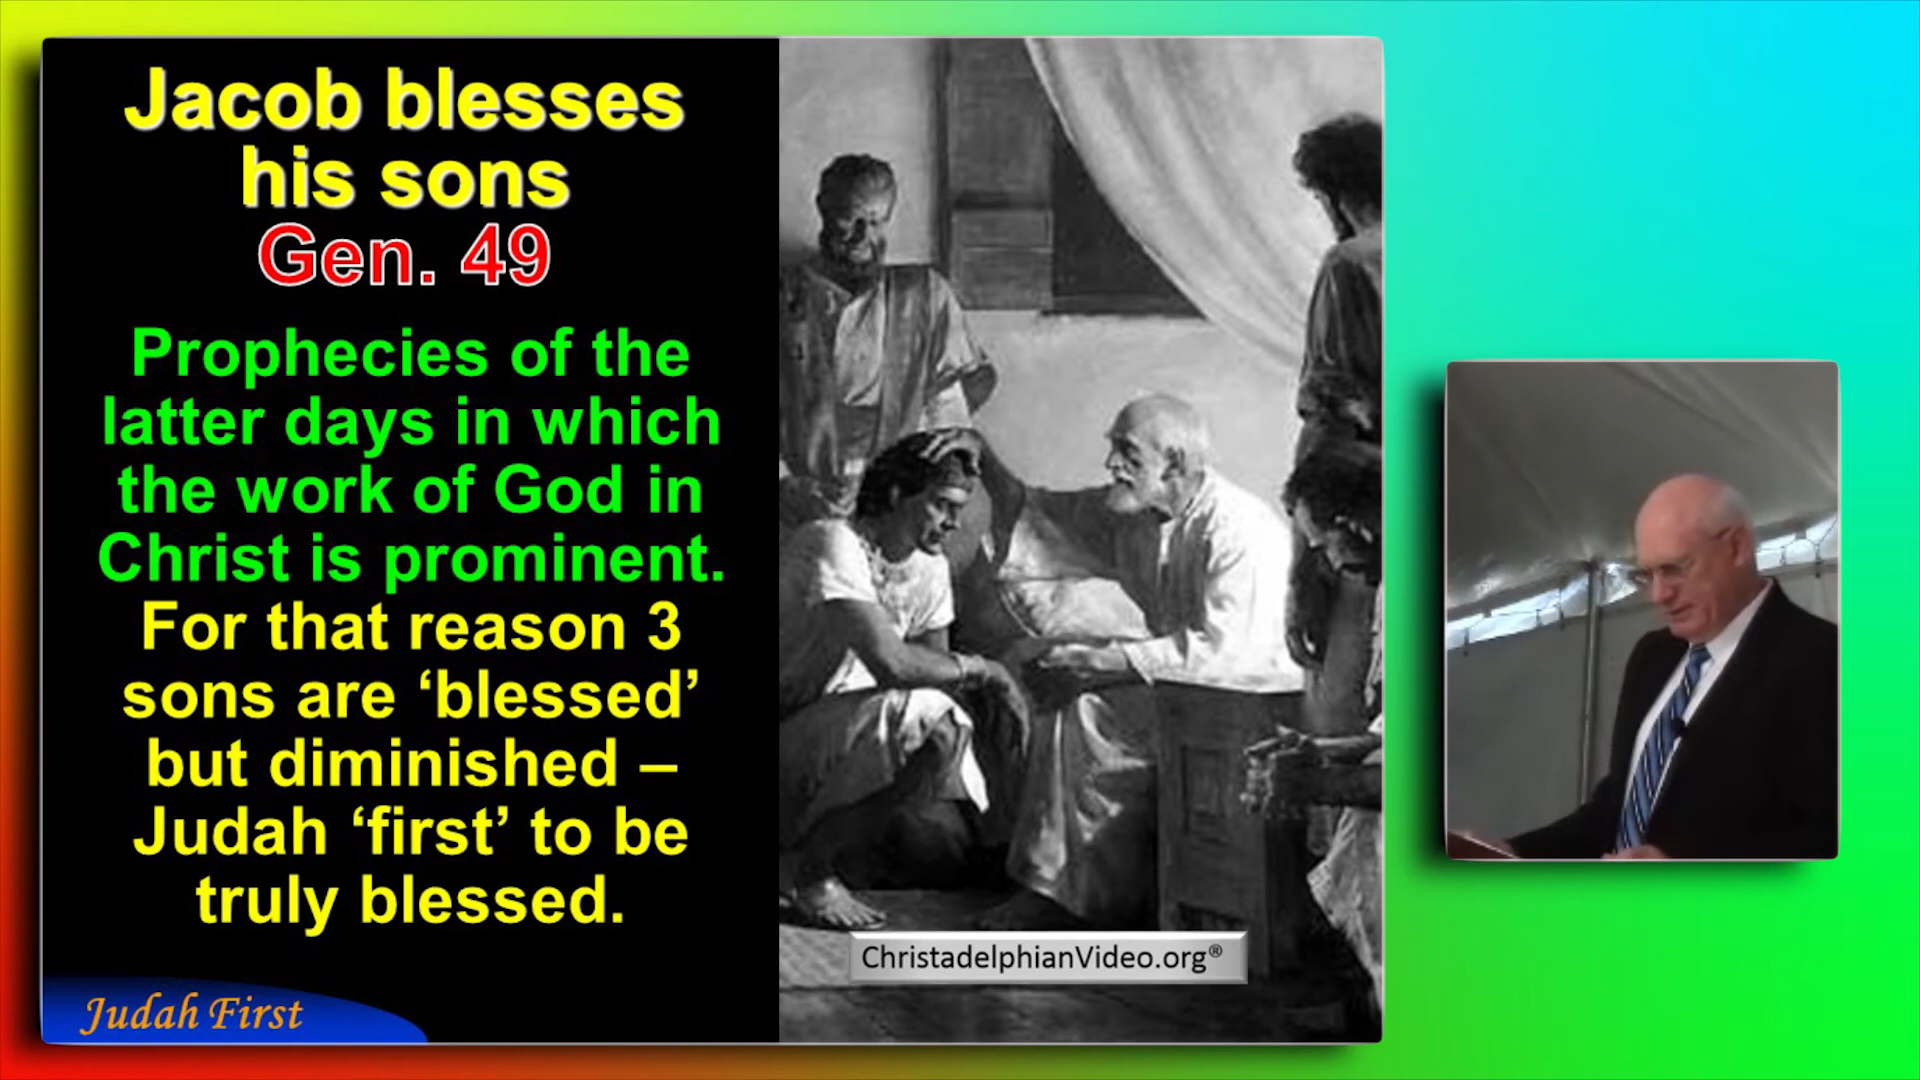 Jacob blesses
his sons
Gen. 49
Prophecies of the
latter days in which
the work of God in
Christ is prominent.
For that reason 3
sons are ‘blessed’
but diminished –
Judah ‘first’ to be
truly blessed.
Judah First
ChristadelphianVideo.org®